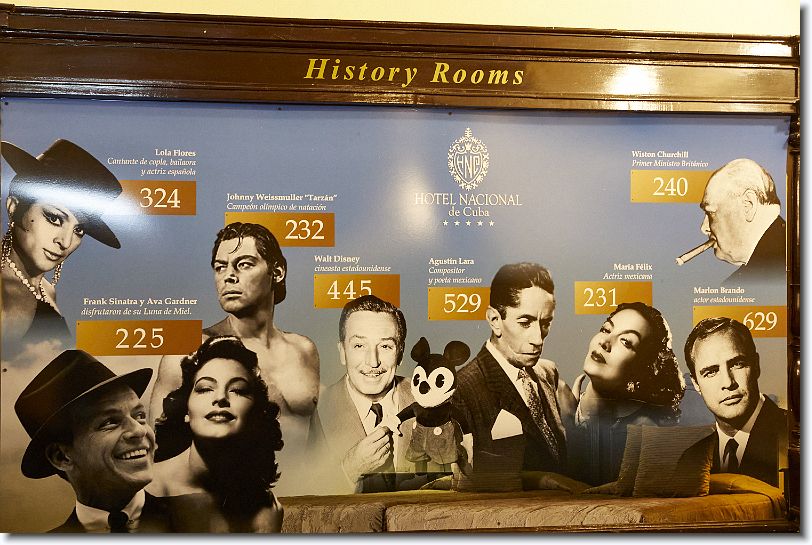 History Rooms
HNC
HOTEL NACIONAL
de Cuba
Lola Flores
Cantante de copla, bailaora
y actriz española
324
Johnny Weissmuller "Tarzán"
Campeón olímpico de natación
232
Wiston Churchill
Primer Ministro Británico
240
Frank Sinatra y Ava Gardner
disfrutaron de su Luna de Miel.
225
Walt Disney
cineasta estadounidense
445
Agustín Lara
Compositor
y poeta mexicano
529
María Félix
Actriz mexicana
231
Marlon Brando
actor estadounidense
629